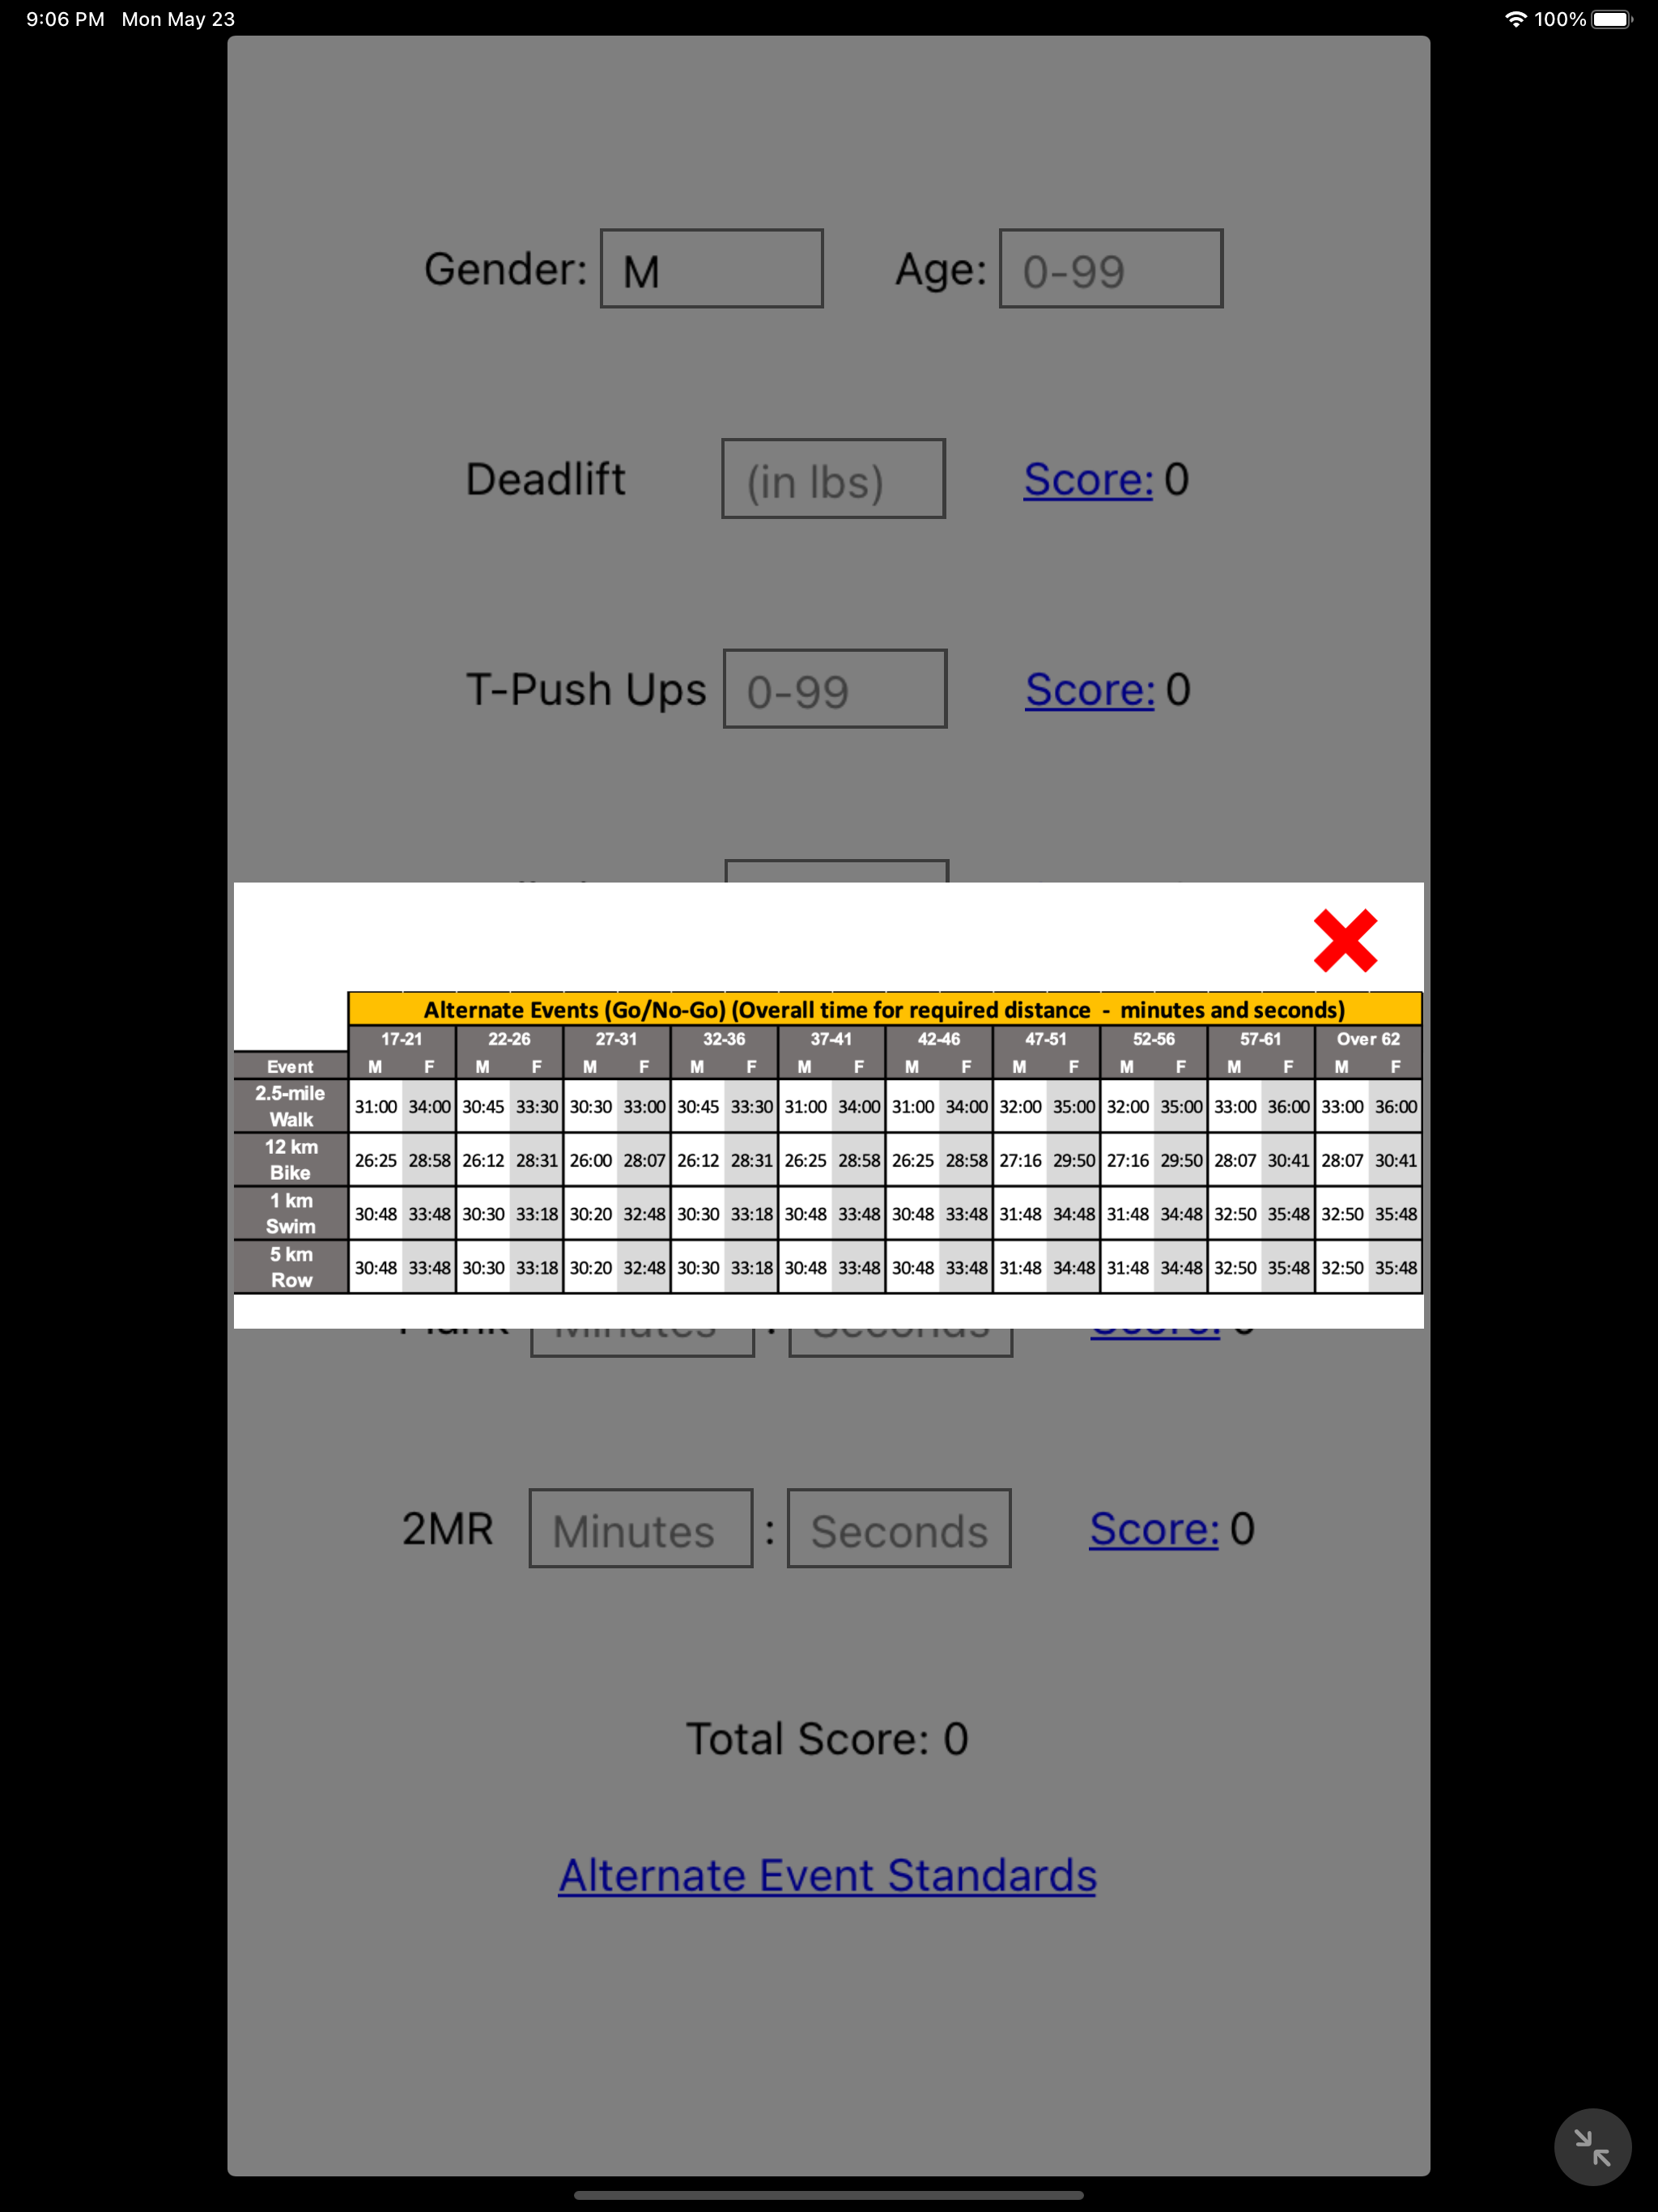 9:06 PM Mon May 23 100%
Gender: M Age: 0-99
Deadlift (in lbs) Score: 0
T-Push Ups 0-99 Score: 0
Alternate Events (Go/No-Go) (Overall time for required distance - minutes and seconds)
17-21 22-26 27-31 32-36 37-41 42-46 47-51 52-56 57-61 Over 62
Event M F M F M F M F M F M F M F M F M F M F
2.5-mile
Walk
31:00 34:00 30:45 33:30 30:30 33:00 30:45 33:30 31:00 34:00 31:00 34:00 32:00 35:00 32:00 35:00 33:00 36:00 33:00 36:00
12 km
Bike
26:25 28:58 26:12 28:31 26:00 28:07 26:12 28:31 26:25 28:58 26:25 28:58 27:16 29:50 27:16 29:50 28:07 30:41 28:07 30:41
1 km
Swim
30:48 33:48 30:30 33:18 30:20 32:48 30:30 33:18 30:48 33:48 30:48 33:48 31:48 34:48 31:48 34:48 32:50 35:48 32:50 35:48
5 km
Row
30:48 33:48 30:30 33:18 30:20 32:48 30:30 33:18 30:48 33:48 30:48 33:48 31:48 34:48 31:48 34:48 32:50 35:48 32:50 35:48
Plank Minutes : Seconds Score: 0
2MR Minutes : Seconds Score: 0
Total Score: 0
Alternate Event Standards